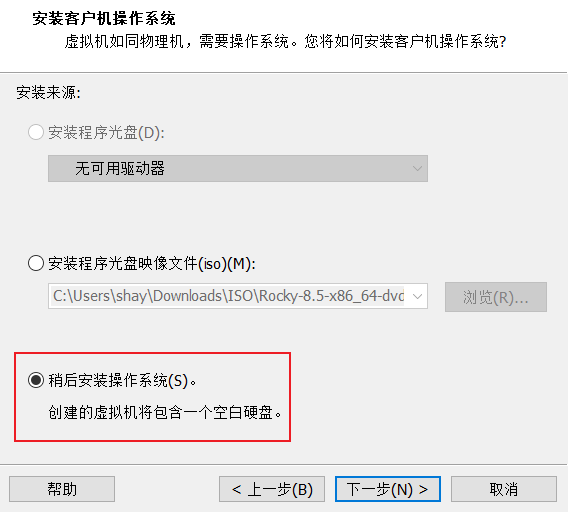 安装客户机操作系统
虚拟机如同物理机，需要操作系统。您将如何安装客户机操作系统?
安装来源:
安装程序光盘(D):
无可用驱动器
安装程序光盘映像文件(iso)(M):
C:\Users\shay\Downloads\ISO\Rocky-8.5-x86_64-dvd
浏览(R)...
稍后安装操作系统(S)。
创建的虚拟机将包含一个空白硬盘。
帮助
< 上一步(B)
下一步(N) >
取消